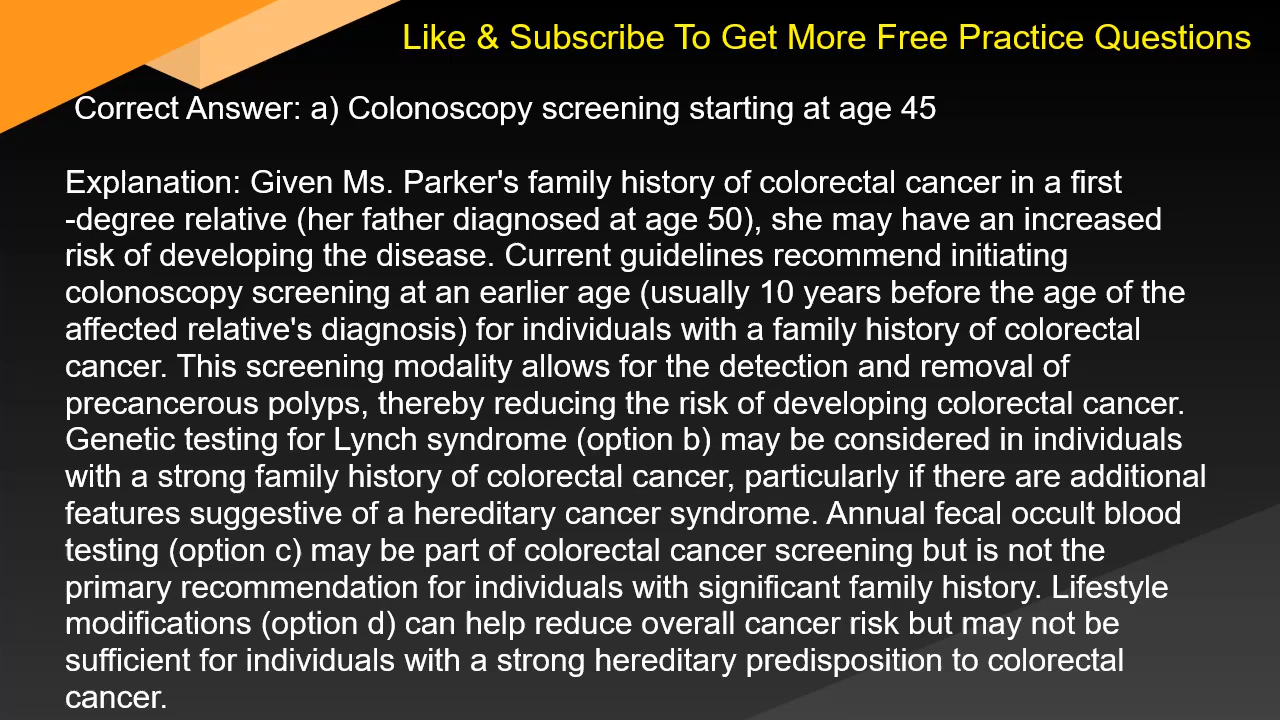 Like & Subscribe To Get More Free Practice Questions
Correct Answer: a) Colonoscopy screening starting at age 45
Explanation: Given Ms. Parker's family history of colorectal cancer in a first
-degree relative (her father diagnosed at age 50), she may have an increased
risk of developing the disease. Current guidelines recommend initiating
colonoscopy screening at an earlier age (usually 10 years before the age of the
affected relative's diagnosis) for individuals with a family history of colorectal
cancer. This screening modality allows for the detection and removal of
precancerous polyps, thereby reducing the risk of developing colorectal cancer.
Genetic testing for Lynch syndrome (option b) may be considered in individuals
with a strong family history of colorectal cancer, particularly if there are additional
features suggestive of a hereditary cancer syndrome. Annual fecal occult blood
testing (option c) may be part of colorectal cancer screening but is not the
primary recommendation for individuals with significant family history. Lifestyle
modifications (option d) can help reduce overall cancer risk but may not be
sufficient for individuals with a strong hereditary predisposition to colorectal
cancer.